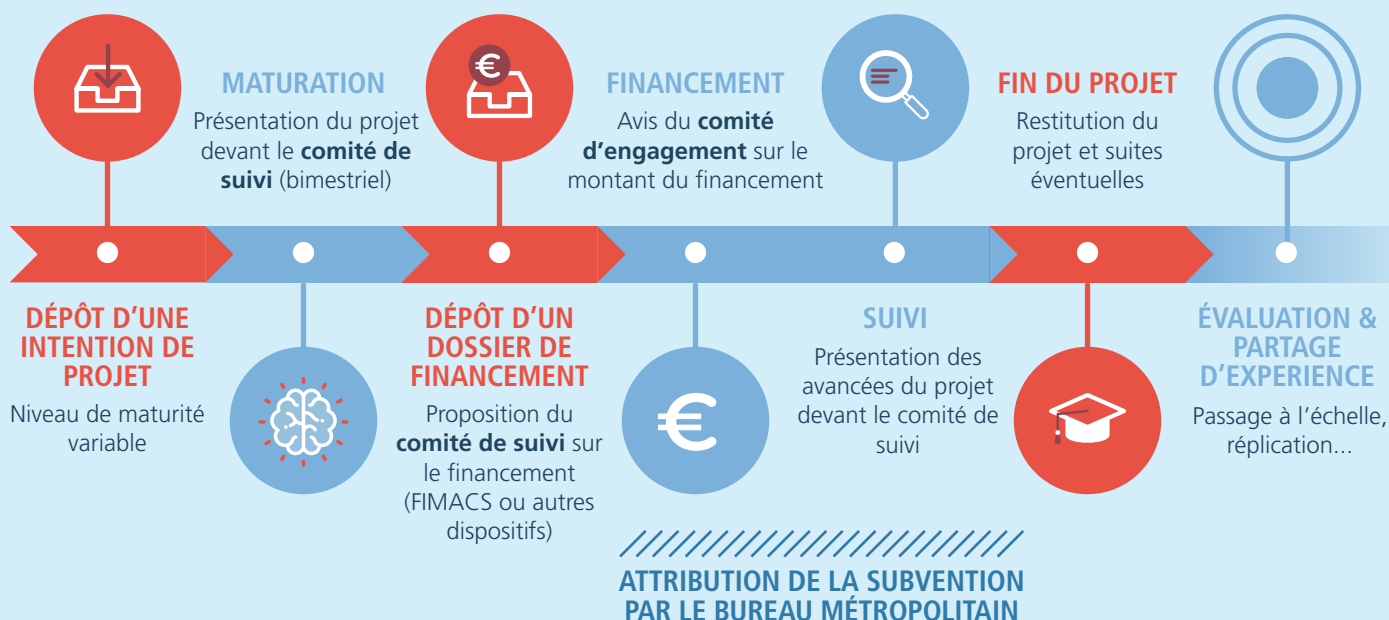 DÉPÔT D'UNE
INTENTION DE
PROJET
Niveau de maturité
variable
MATURATION
Présentation du projet
devant le comité de
suivi (bimestriel)
DÉPÔT D'UN
DOSSIER DE
FINANCEMENT
Proposition du
comité de suivi sur
le financement
(FIMACS ou autres
dispositifs)
€
FINANCEMENT
Avis du comité
d'engagement sur le
montant du financement
€
ATTRIBUTION DE LA SUBVENTION
PAR LE BUREAU MÉTROPOLITAIN
SUIVI
Présentation des
avancées du projet
devant le comité de
suivi
FIN DU PROJET
Restitution du
projet et suites
éventuelles
ÉVALUATION &
PARTAGE
D'EXPERIENCE
Passage à l'échelle,
réplication...